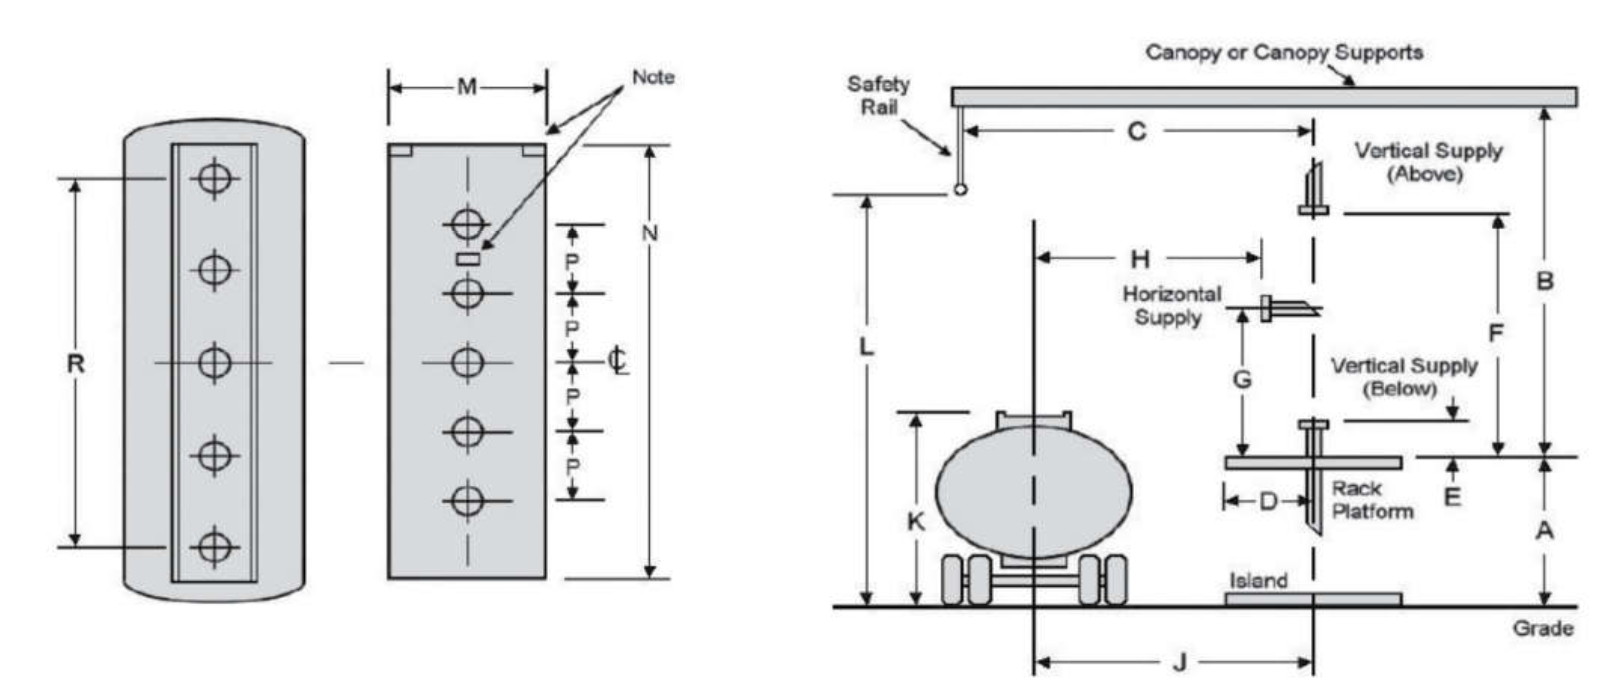 R
M
Note
N
P
P
P
P
℄
Canopy or Canopy Supports
Safety
Rail
C
Vertical Supply
(Above)
H
Horizontal
Supply
B
F
L
G
Vertical Supply
(Below)
K
D
Rack
Platform
E
A
Island
Grade
J